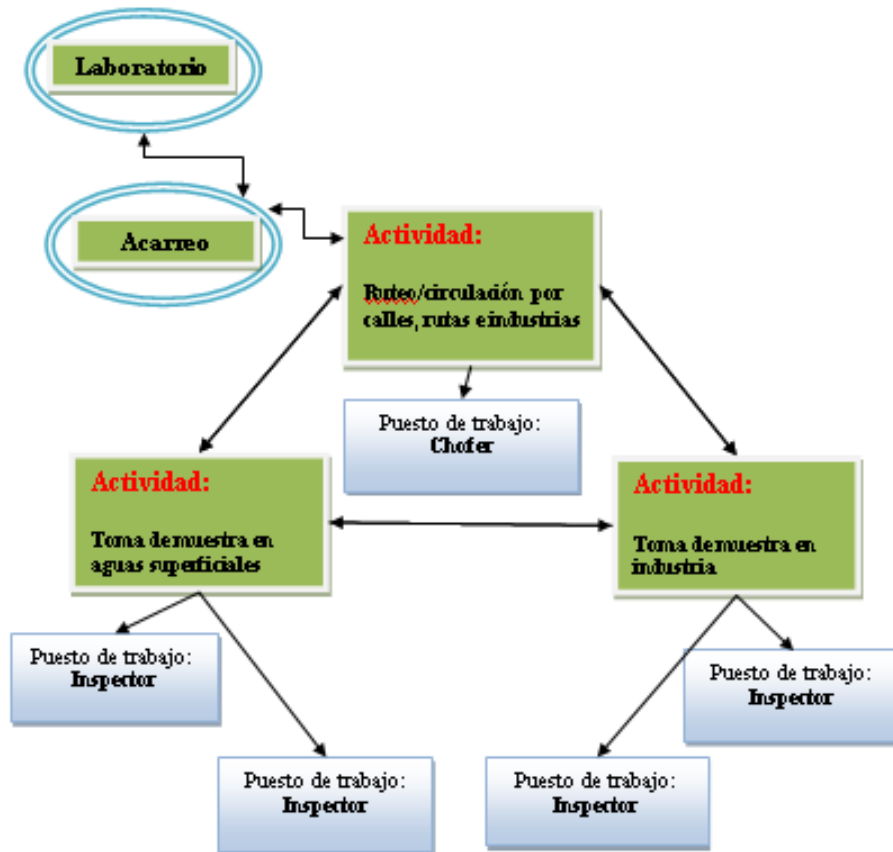 Laboratorio
Acarreo
Actividad:
Ruteo/circulación por
calles, rutas e industrias
Puesto de trabajo:
Chofer
Actividad:
Toma de muestra en
aguas superficiales
Actividad:
Toma de muestra en
industria
Puesto de trabajo:
Inspector
Puesto de trabajo:
Inspector
Puesto de trabajo:
Inspector
Puesto de trabajo:
Inspector